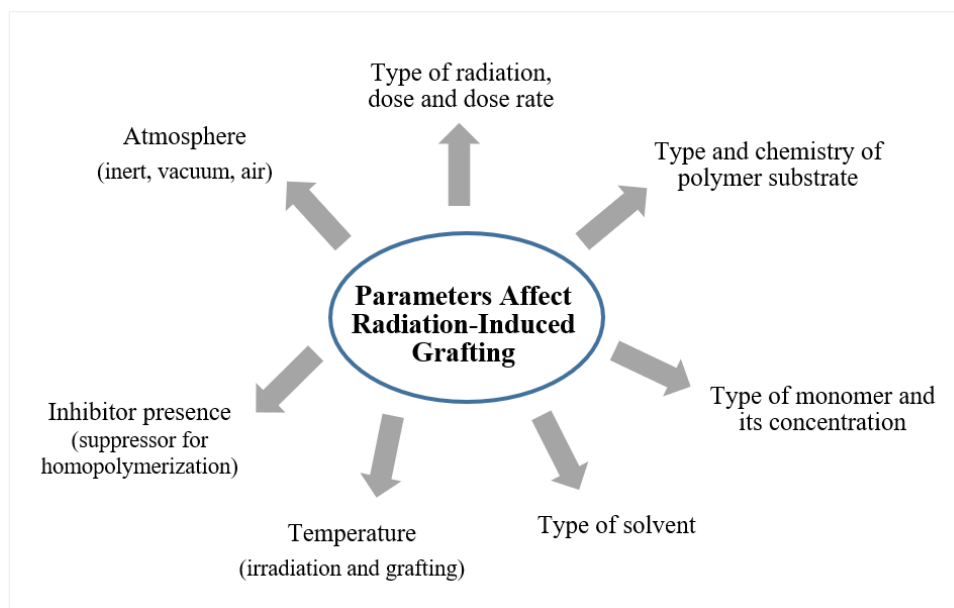 Type of radiation,
dose and dose rate
Atmosphere
(inert, vacuum, air)
Type and chemistry of
polymer substrate
Parameters Affect
Radiation-Induced
Grafting
Type of monomer and
its concentration
Inhibitor presence
(suppressor for
homopolymerization)
Type of solvent
Temperature
(irradiation and grafting)